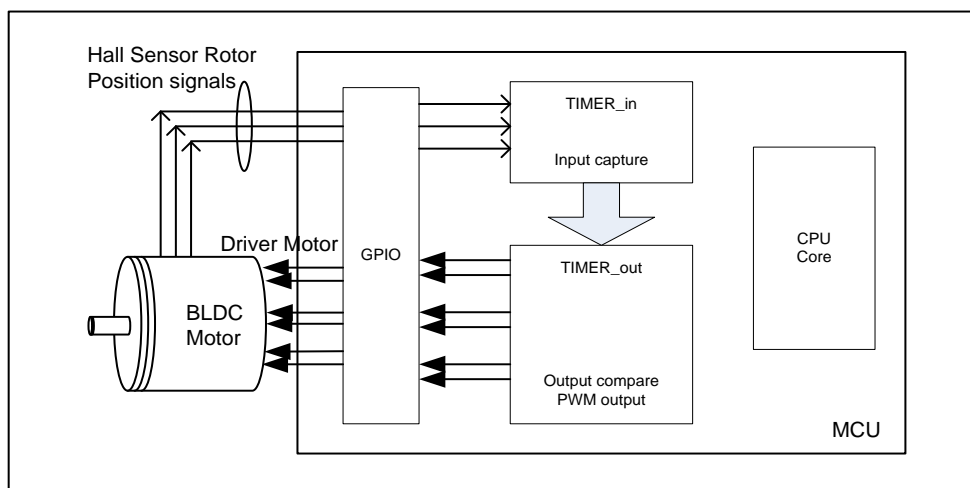 Hall Sensor Rotor
Position signals
TIMER_in
Input capture
CPU
Core
Driver Motor
GPIO
TIMER_out
BLDC
Motor
Output compare
PWM output
MCU